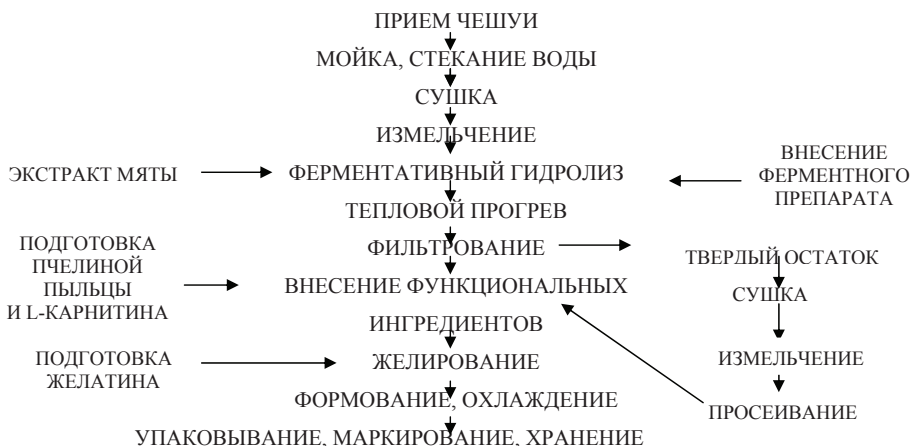 ПРИЕМ ЧЕШУИ
МОЙКА, СТЕКАНИЕ ВОДЫ
СУШКА
ИЗМЕЛЬЧЕНИЕ
ЭКСТРАКТ МЯТЫ
ФЕРМЕНТАТИВНЫЙ ГИДРОЛИЗ
ВНЕСЕНИЕ
ФЕРМЕНТНОГО
ПРЕПАРАТА
ТЕПЛОВОЙ ПРОГРЕВ
ФИЛЬТРОВАНИЕ
ТВЕРДЫЙ ОСТАТОК
СУШКА
ИЗМЕЛЬЧЕНИЕ
ПРОСЕИВАНИЕ
ПОДГОТОВКА
ПЧЕЛИНОЙ
ПЫЛЬЦЫ
И L-КАРНИТИНА
ВНЕСЕНИЕ ФУНКЦИОНАЛЬНЫХ
ИНГРЕДИЕНТОВ
ПОДГОТОВКА
ЖЕЛАТИНА
ЖЕЛИРОВАНИЕ
ФОРМОВАНИЕ, ОХЛАЖДЕНИЕ
УПАКОВЫВАНИЕ, МАРКИРОВАНИЕ, ХРАНЕНИЕ